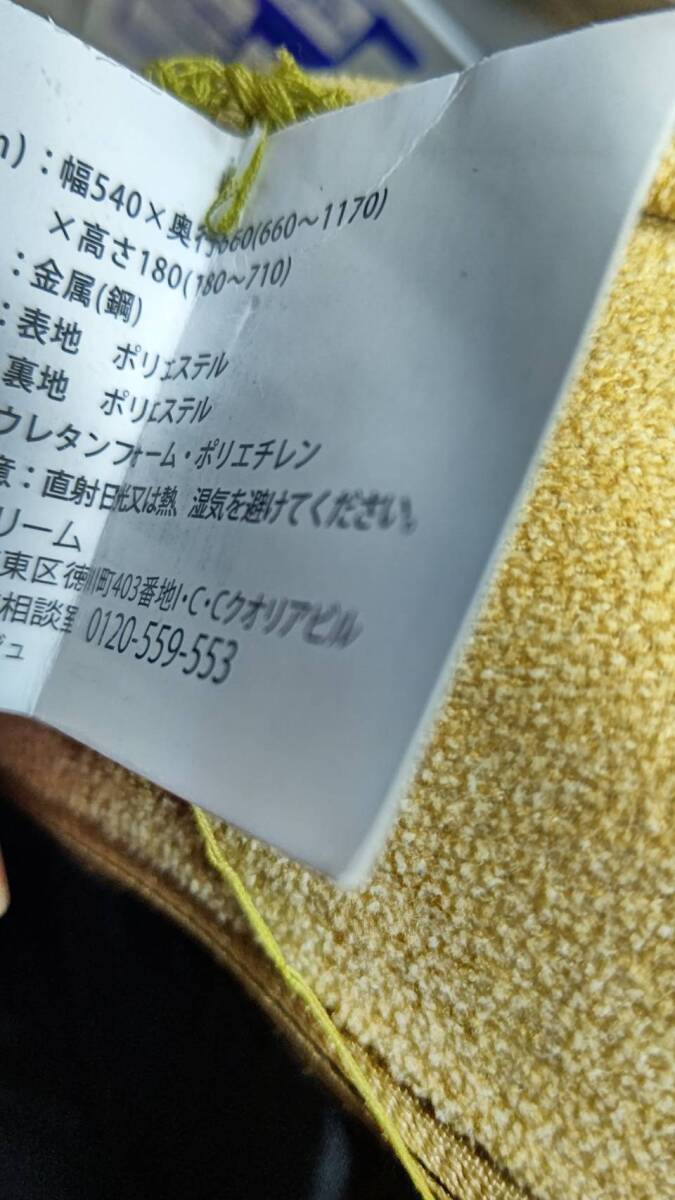 )：幅540×奥行660(660〜1170)
×高さ180(180〜710)
：金属(鋼)
：表地　ポリエステル
裏地　ポリエステル
ウレタンフォーム・ポリエチレン
意：直射日光又は熱 湿気を避けてください。
リーム
東区徳川町403番地I・C・Cクオリアビル
相談室 0120-559-553
ジュ